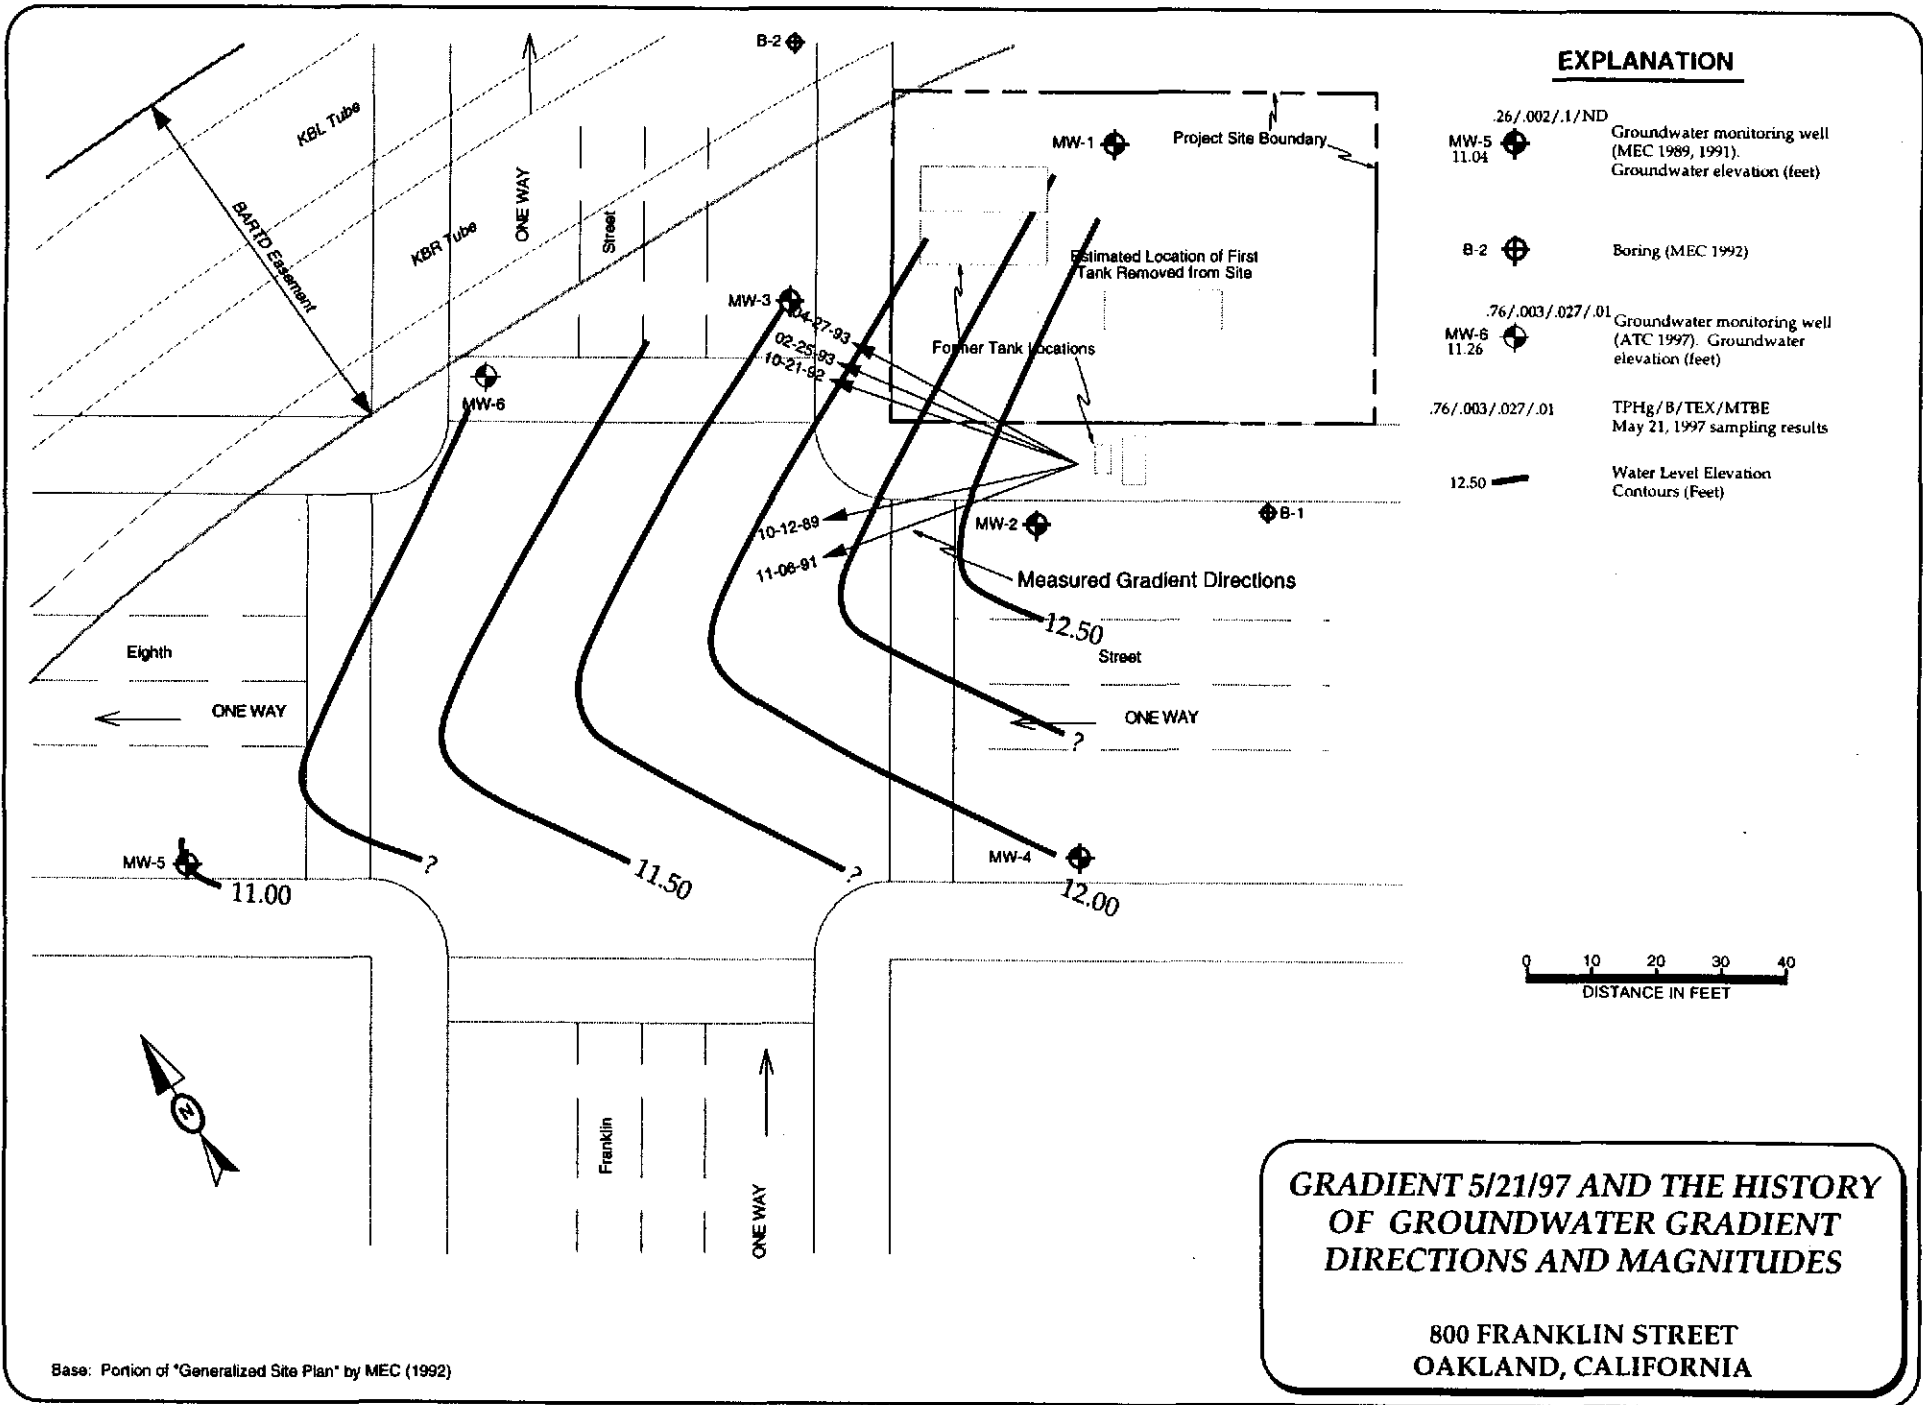 B-2
KBL Tube
KBR Tube
BARTD Easement
ONE WAY
Street
MW-1
Project Site Boundary
Estimated Location of First
Tank Removed from Site
Former Tank Locations
MW-3
04-27-93
02-25-93
10-21-92
MW-6
10-12-89
11-06-91
MW-2
B-1
Measured Gradient Directions
12.50
Eighth
Street
ONE WAY
ONE WAY
?
MW-5
11.00
?
11.50
?
MW-4
12.00
N
Franklin
ONE WAY
EXPLANATION
.26/.002/.1/ND
MW-5
11.04
Groundwater monitoring well
(MEC 1989, 1991).
Groundwater elevation (feet)
B-2
Boring (MEC 1992)
.76/.003/.027/.01
MW-6
11.26
Groundwater monitoring well
(ATC 1997). Groundwater
elevation (feet)
.76/.003/.027/.01
TPHg/B/TEX/MTBE
May 21, 1997 sampling results
12.50
Water Level Elevation
Contours (Feet)
0 10 20 30 40
DISTANCE IN FEET
GRADIENT 5/21/97 AND THE HISTORY
OF GROUNDWATER GRADIENT
DIRECTIONS AND MAGNITUDES
800 FRANKLIN STREET
OAKLAND, CALIFORNIA
Base: Portion of "Generalized Site Plan" by MEC (1992)